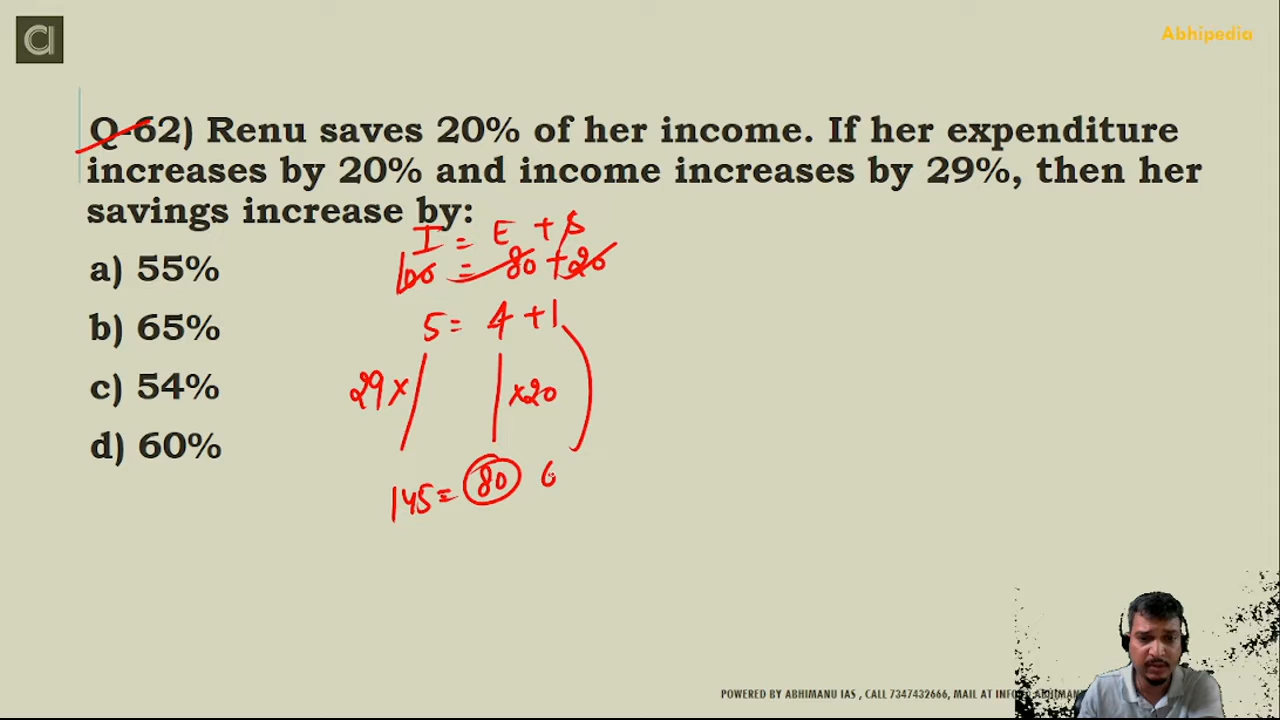 Abhipedia
Q-62) Renu saves 20% of her income. If her expenditure
increases by 20% and income increases by 29%, then her
savings increase by:
I = E + S
100 = 80 + 20
a) 55%
5 = 4 + 1
b) 65%
29 x
x 20
c) 54%
d) 60%
145 = 80 6
POWERED BY ABHIMANU IAS , CALL 7347432666, MAIL AT